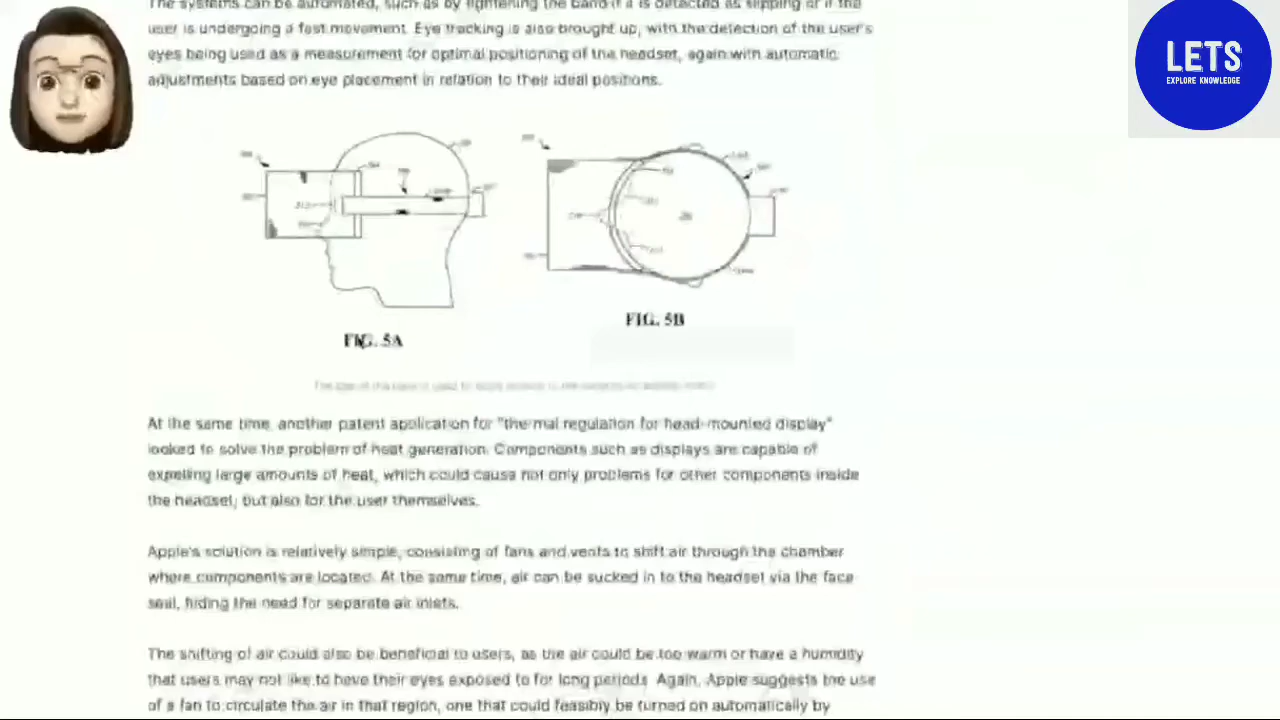 The systems can be automated, such as by tightening the band if it is detected as slipping or if the
user is undergoing a fast movement. Eye tracking is also brought up, with the detection of the user's
eyes being used as a measurement for optimal positioning of the headset, again with automatic
adjustments based on eye placement in relation to their ideal positions.
LETS
EXPLORE KNOWLEDGE
FIG. 5A
FIG. 5B
At the same time, another patent application for "thermal regulation for head-mounted display"
looked to solve the problem of heat generation. Components such as displays are capable of
expelling large amounts of heat, which could cause not only problems for other components inside
the headset, but also for the user themselves.
Apple's solution is relatively simple, consisting of fans and vents to shift air through the chamber
where components are located. At the same time, air can be sucked in to the headset via the face
seal, hiding the need for separate air inlets.
The shifting of air could also be beneficial to users, as the air could be too warm or have a humidity
that users may not like to have their eyes exposed to for long periods. Again, Apple suggests the use
of a fan to circulate the air in that region, one that could feasibly be turned on automatically by